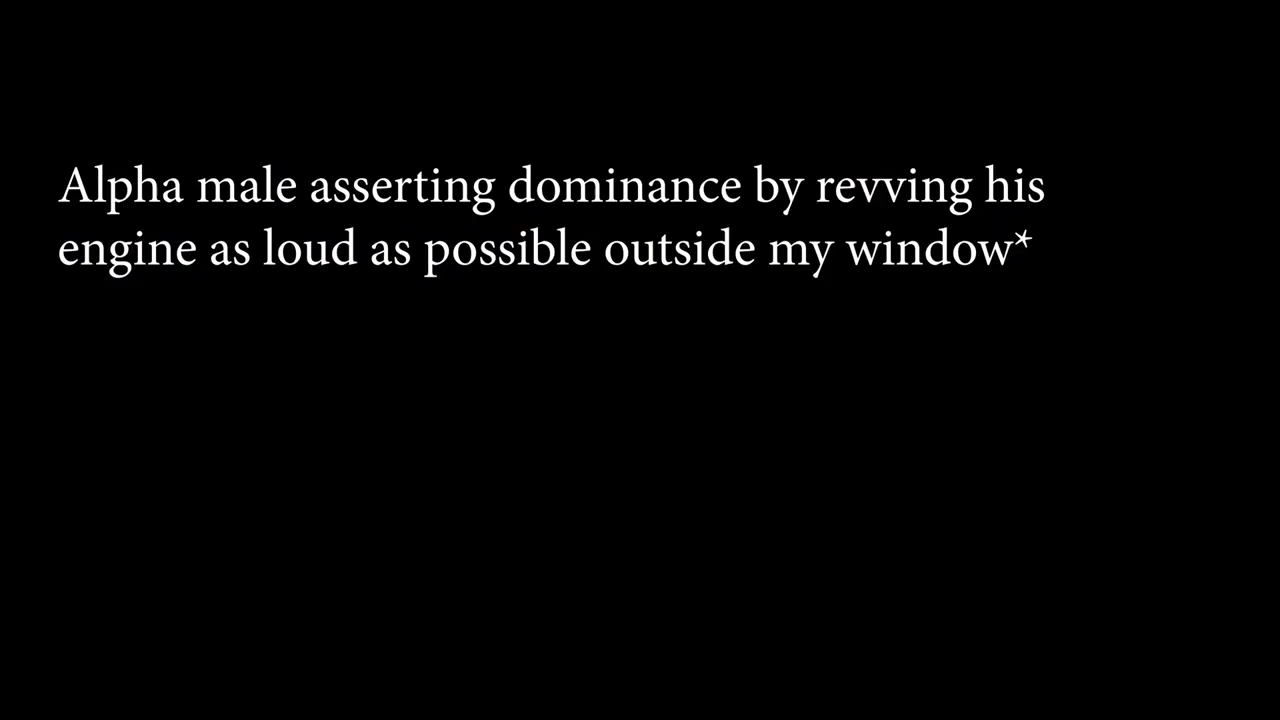 Alpha male asserting dominance by revving his
engine as loud as possible outside my window*